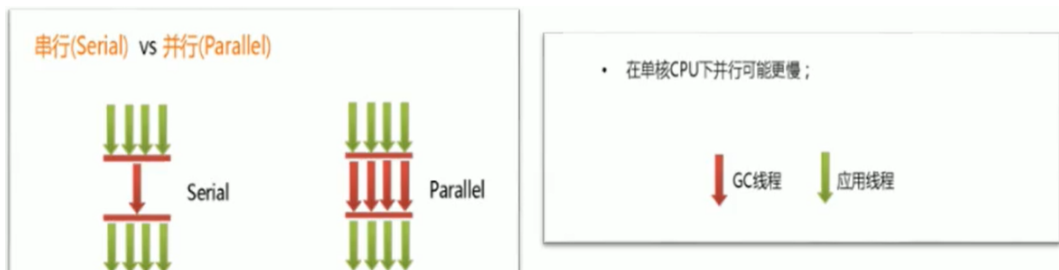 串行(Serial) vs 并行(Parallel)
Serial
Parallel
• 在单核CPU下并行可能更慢；
GC线程
应用线程